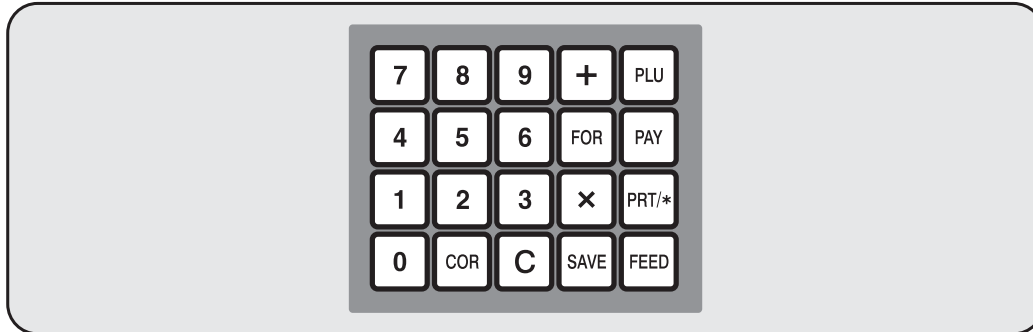 7 8 9 + PLU
4 5 6 FOR PAY
1 2 3 × PRT/*
0 COR C SAVE FEED